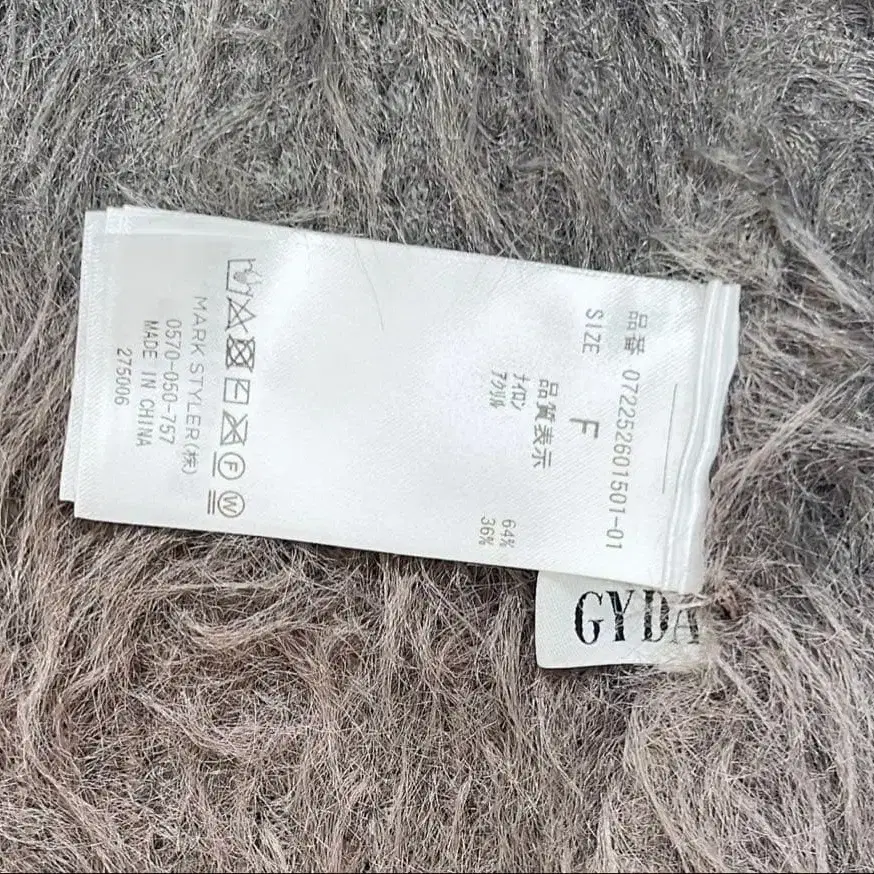 品番 072252601501-01
SIZE F
品質表示
ナイロン 64%
アクリル 36%
MARK STYLER(株)
0570-050-757
MADE IN CHINA
275006
GYDA